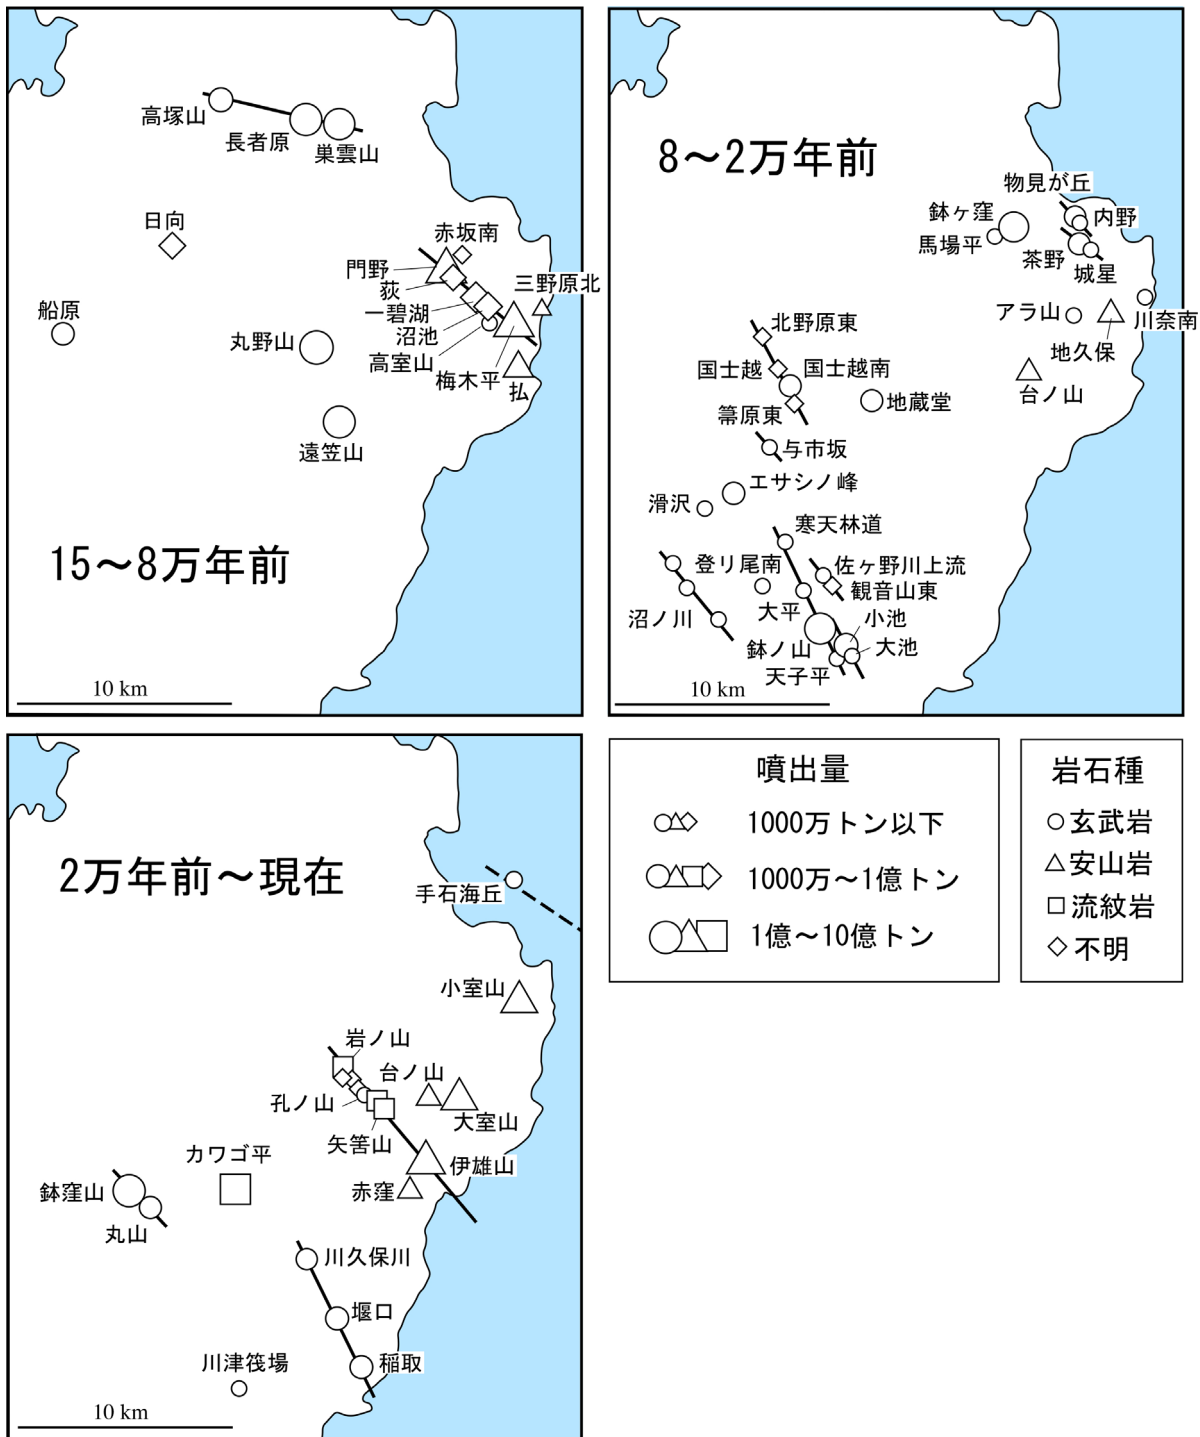 高塚山
長者原
巣雲山
日向
赤坂南
門野
荻
三野原北
船原
一碧湖
沼池
丸野山
高室山
梅木平
払
遠笠山
15～8万年前
10 km
8～2万年前
物見が丘
鉢ヶ窪
内野
馬場平
茶野
城星
アラ山
川奈南
北野原東
地久保
国士越
国士越南
台ノ山
地蔵堂
箒原東
与市坂
エサシノ峰
滑沢
寒天林道
登リ尾南
佐ヶ野川上流
観音山東
大平
小池
沼ノ川
鉢ノ山
大池
天子平
10 km
2万年前～現在
手石海丘
小室山
岩ノ山
台ノ山
孔ノ山
大室山
矢筈山
カワゴ平
伊雄山
鉢窪山
赤窪
丸山
川久保川
堰口
川津筏場
稲取
10 km
噴出量
1000万トン以下
1000万～1億トン
1億～10億トン
岩石種
玄武岩
安山岩
流紋岩
不明